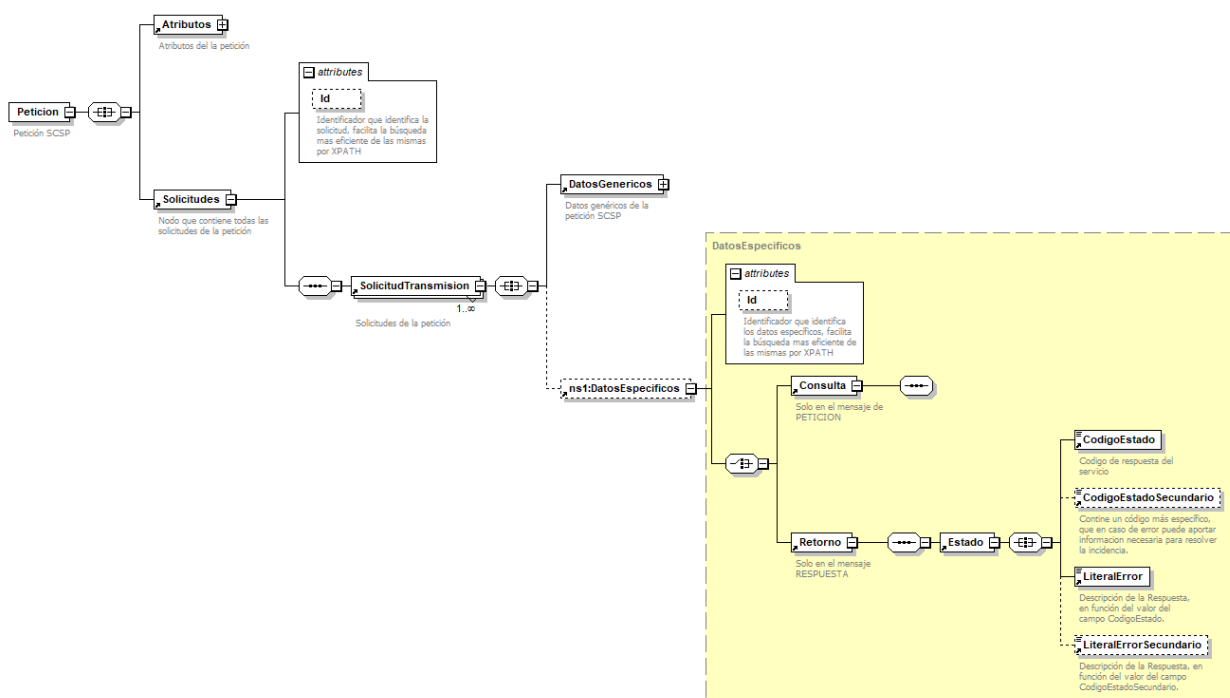 Atributos
Atributos del la petición
attributes
Id
Identificador que identifica la
solicitud, facilita la búsqueda
mas eficiente de las mismas
por XPATH
Peticion
Petición SCSP
Solicitudes
Nodo que contiene todas las
solicitudes de la petición
DatosGenericos
Datos genéricos de la
petición SCSP
SolicitudTransmision
1..∞
Solicitudes de la petición
DatosEspecificos
attributes
Id
Identificador que identifica
los datos específicos, facilita
la búsqueda mas eficiente de
las mismas por XPATH
ns1:DatosEspecificos
Consulta
Solo en el mensaje de
PETICION
CodigoEstado
Codigo de respuesta del
servicio
CodigoEstadoSecundario
Contine un código más específico,
que en caso de error puede aportar
informacion necesaria para resolver
la incidencia.
Retorno
Solo en el mensaje
RESPUESTA
Estado
LiteralError
Descripción de la Respuesta,
en función del valor del
campo CodigoEstado.
LiteralErrorSecundario
Descripción de la Respuesta, en
función del valor del campo
CodigoEstadoSecundario.